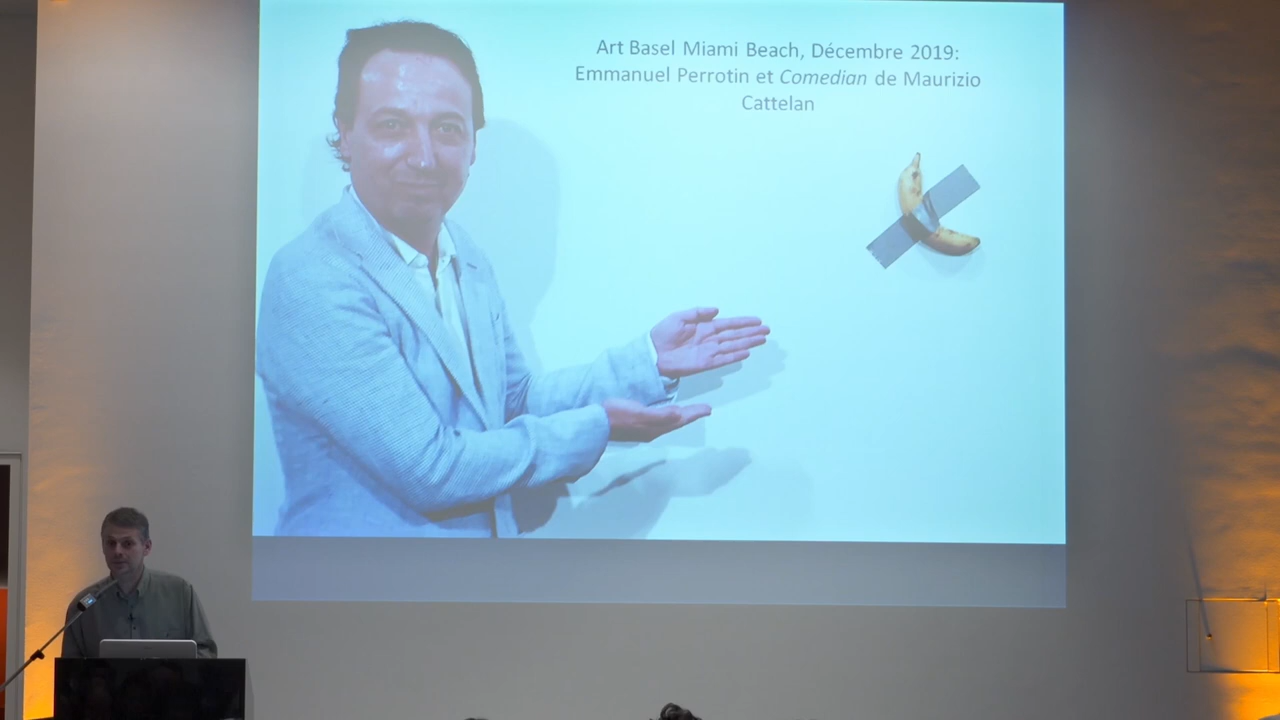 Art Basel Miami Beach, Décembre 2019:
Emmanuel Perrotin et Comedian de Maurizio
Cattelan